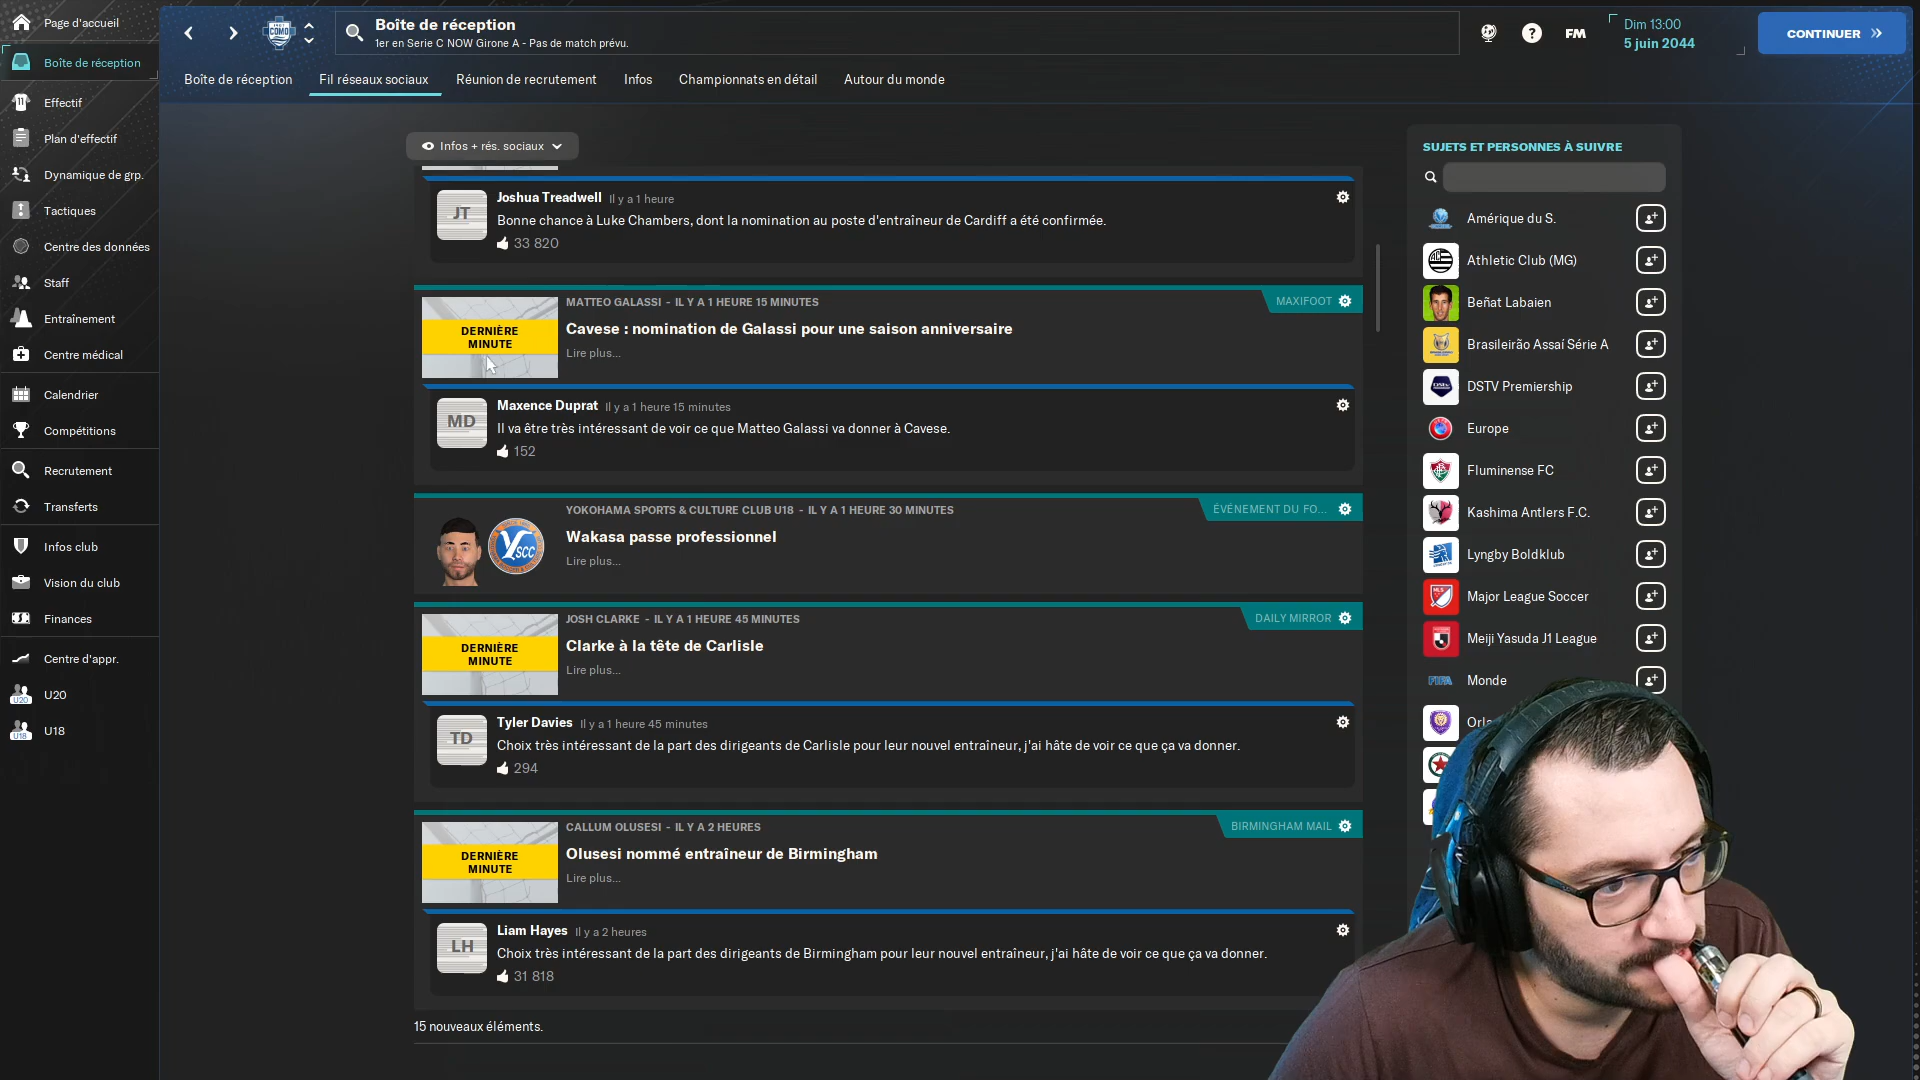 Page d'accueil
Boîte de réception
Effectif
Plan d'effectif
Dynamique de grp.
Tactiques
Centre des données
Staff
Entraînement
Centre médical
Calendrier
Compétitions
Recrutement
Transferts
Infos club
Vision du club
Finances
Centre d'appr.
U20
U18
COMO
Boîte de réception
1er en Serie C NOW Girone A - Pas de match prévu.
FM
Dim 13:00
5 juin 2044
CONTINUER
Boîte de réception
Fil réseaux sociaux
Réunion de recrutement
Infos
Championnats en détail
Autour du monde
Infos + rés. sociaux
JT
Joshua Treadwell Il y a 1 heure
Bonne chance à Luke Chambers, dont la nomination au poste d'entraîneur de Cardiff a été confirmée.
33 820
DERNIÈRE
MINUTE
MATTEO GALASSI - IL Y A 1 HEURE 15 MINUTES
MAXIFOOT
Cavese : nomination de Galassi pour une saison anniversaire
Lire plus...
MD
Maxence Duprat Il y a 1 heure 15 minutes
Il va être très intéressant de voir ce que Matteo Galassi va donner à Cavese.
152
YSCC
YOKOHAMA SPORTS & CULTURE CLUB U18 - IL Y A 1 HEURE 30 MINUTES
ÉVÉNEMENT DU FO...
Wakasa passe professionnel
Lire plus...
DERNIÈRE
MINUTE
JOSH CLARKE - IL Y A 1 HEURE 45 MINUTES
DAILY MIRROR
Clarke à la tête de Carlisle
Lire plus...
TD
Tyler Davies Il y a 1 heure 45 minutes
Choix très intéressant de la part des dirigeants de Carlisle pour leur nouvel entraîneur, j'ai hâte de voir ce que ça va donner.
294
DERNIÈRE
MINUTE
CALLUM OLUSESI - IL Y A 2 HEURES
BIRMINGHAM MAIL
Olusesi nommé entraîneur de Birmingham
Lire plus...
LH
Liam Hayes Il y a 2 heures
Choix très intéressant de la part des dirigeants de Birmingham pour leur nouvel entraîneur, j'ai hâte de voir ce que ça va donner.
31 818
15 nouveaux éléments.
SUJETS ET PERSONNES À SUIVRE
Amérique du S.
Athletic Club (MG)
Beñat Labaien
Brasileirão Assaí Série A
DSTV Premiership
Europe
Fluminense FC
Kashima Antlers F.C.
Lyngby Boldklub
Major League Soccer
Meiji Yasuda J1 League
FIFA
Monde